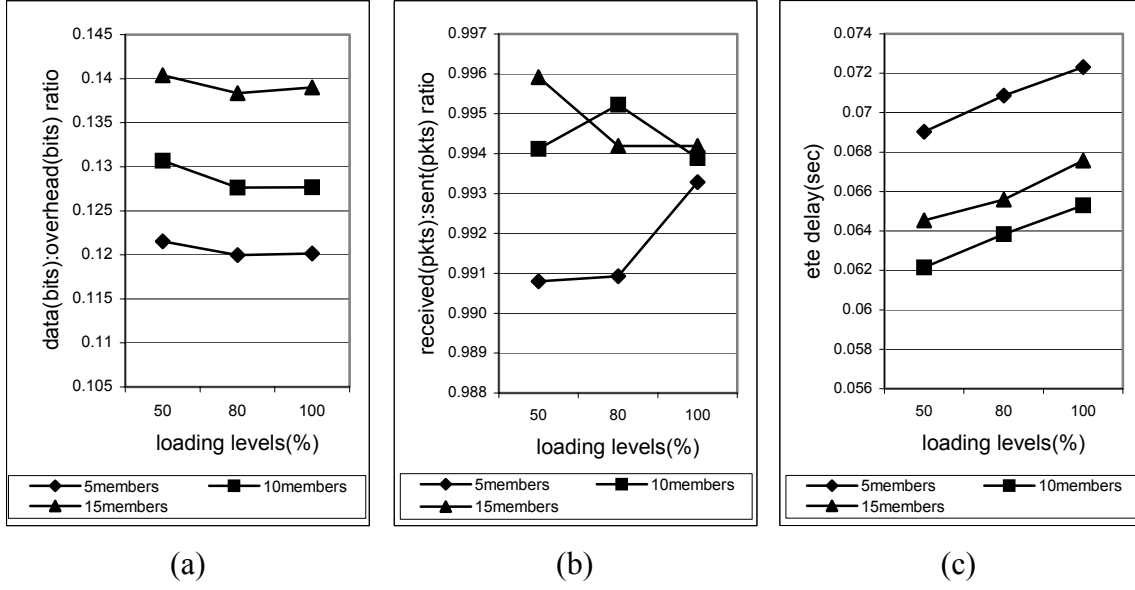 data(bits):overhead(bits) ratio
0.145
0.14
0.135
0.13
0.125
0.12
0.115
0.11
0.105
50 80 100
loading levels(%)
5members 10members
15members
(a)
received(pkts):sent(pkts) ratio
0.997
0.996
0.995
0.994
0.993
0.992
0.991
0.990
0.989
0.988
50 80 100
loading levels(%)
5members 10members
15members
(b)
ete delay(sec)
0.074
0.072
0.07
0.068
0.066
0.064
0.062
0.06
0.058
0.056
50 80 100
loading levels(%)
5members 10members
15members
(c)